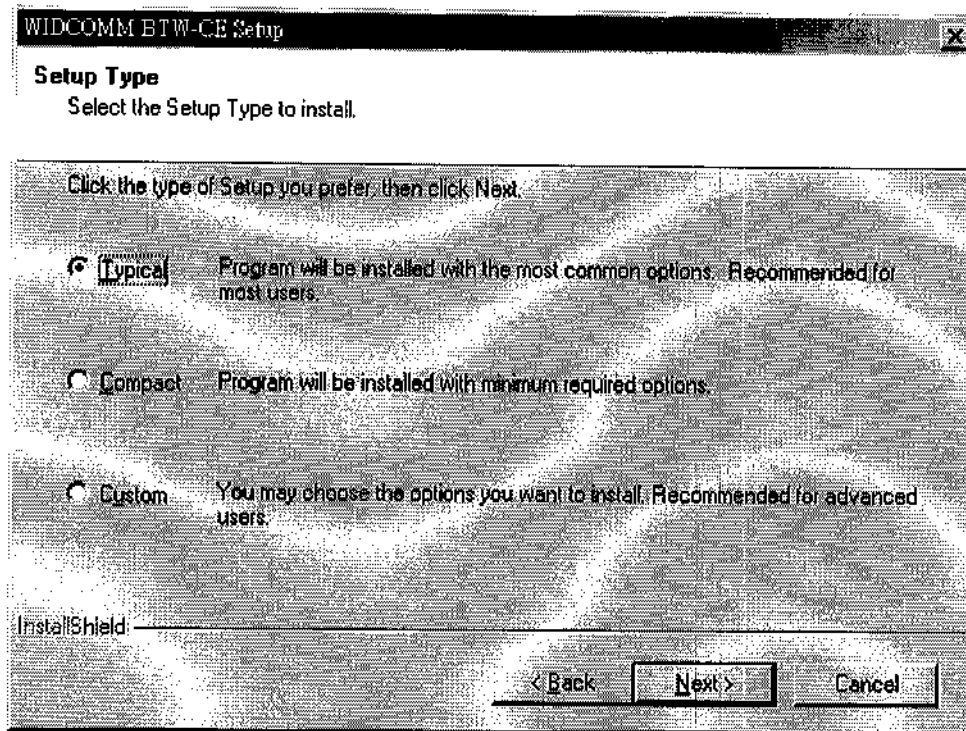 WIDCOMM BTW-CE Setup
Setup Type
Select the Setup Type to install.
Click the type of Setup you prefer, then click Next.
Typical Program will be installed with the most common options. Recommended for
most users.
Compact Program will be installed with minimum required options.
Custom You may choose the options you want to install. Recommended for advanced
users.
InstallShield
< Back Next > Cancel